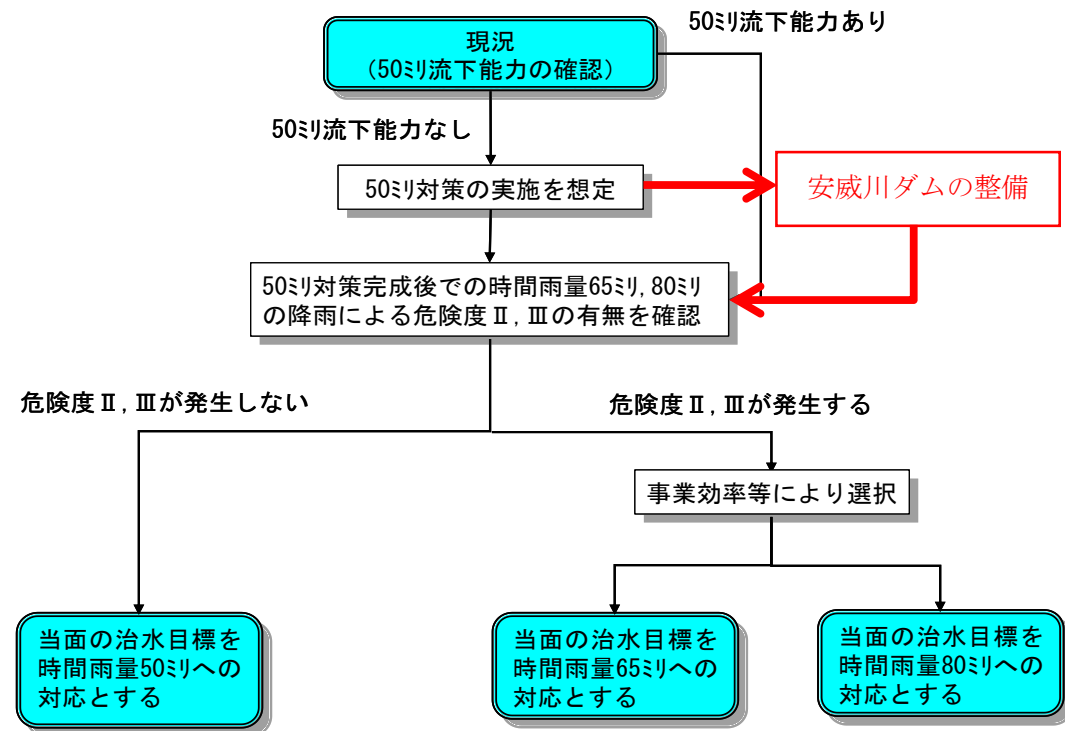 50ﾐﾘ流下能力あり
現況
（50ﾐﾘ流下能力の確認）
50ﾐﾘ流下能力なし
50ﾐﾘ対策の実施を想定
安威川ダムの整備
50ﾐﾘ対策完成後での時間雨量65ﾐﾘ,80ﾐﾘ
の降雨による危険度Ⅱ,Ⅲの有無を確認
危険度Ⅱ,Ⅲが発生しない
危険度Ⅱ,Ⅲが発生する
事業効率等により選択
当面の治水目標を
時間雨量50ﾐﾘへの
対応とする
当面の治水目標を
時間雨量65ﾐﾘへの
対応とする
当面の治水目標を
時間雨量80ﾐﾘへの
対応とする